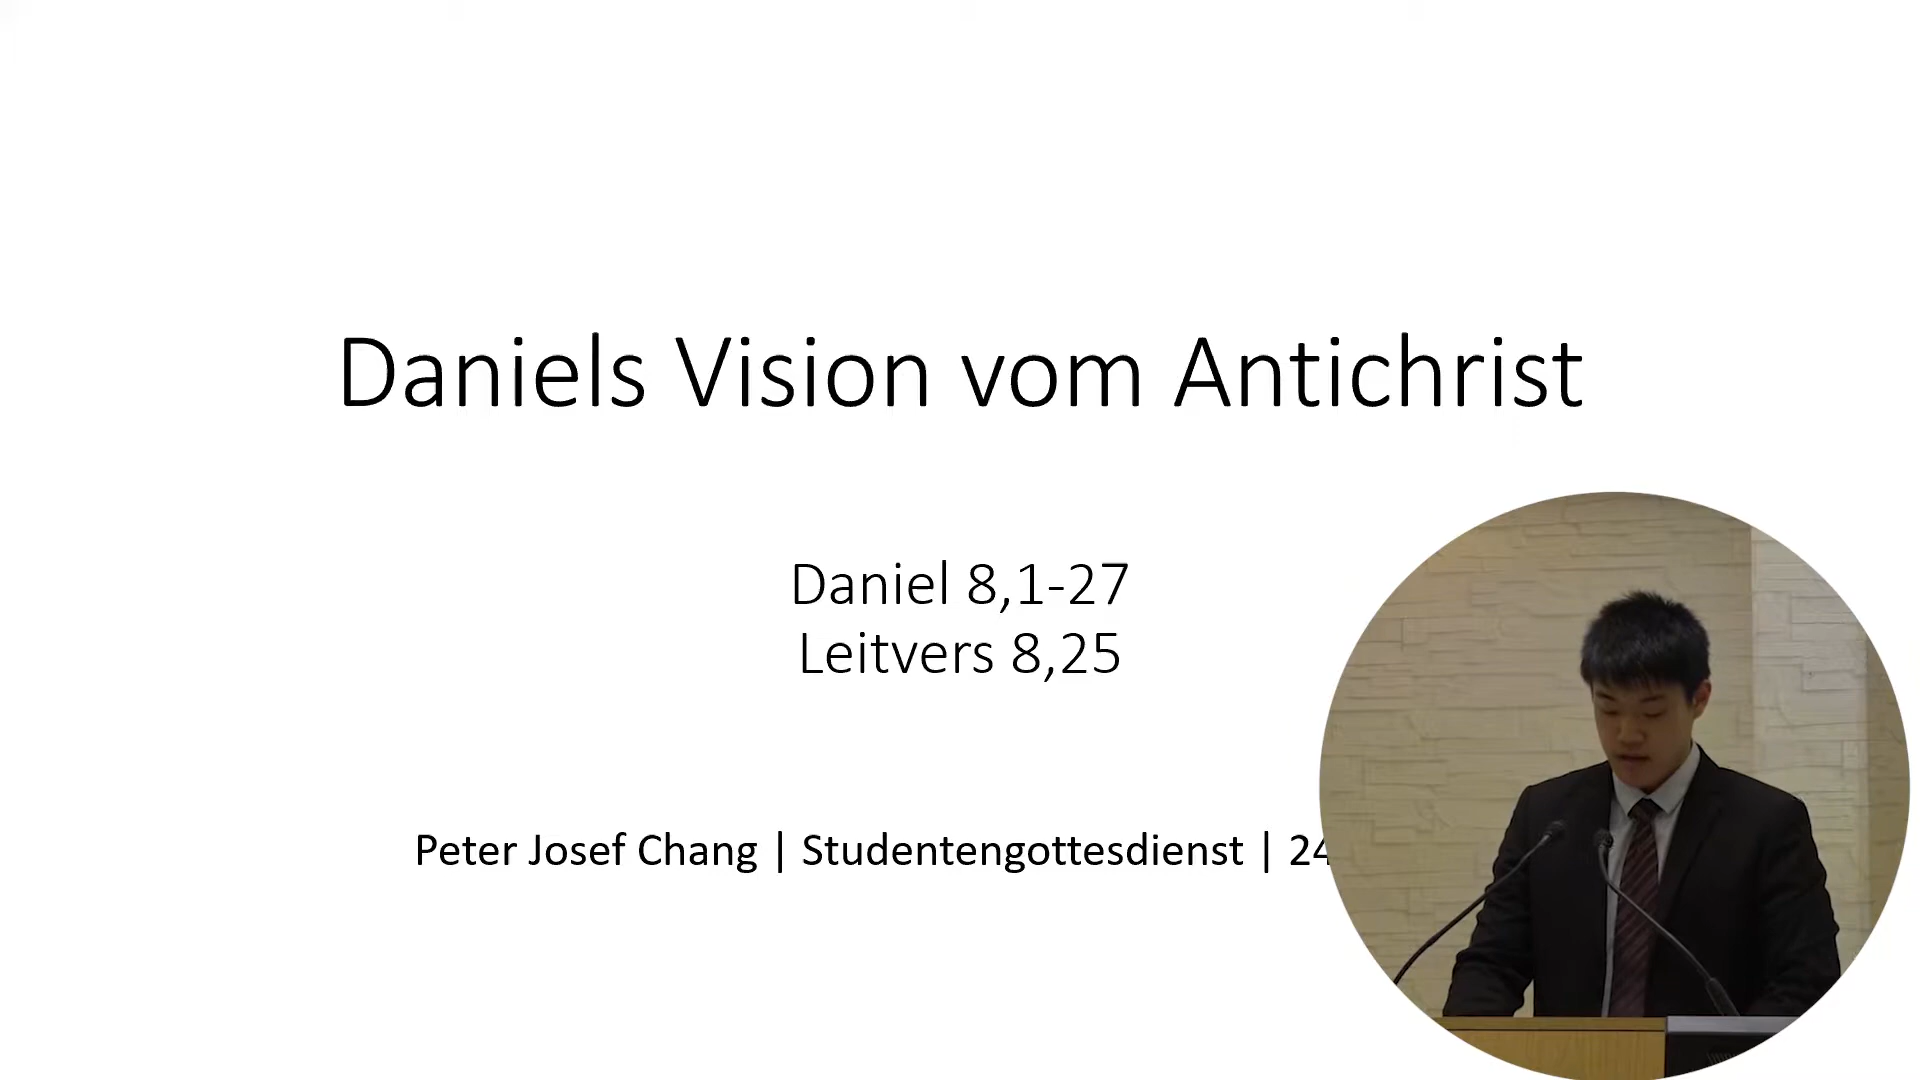 Daniels Vision vom Antichrist
Daniel 8,1-27
Leitvers 8,25
Peter Josef Chang | Studentengottesdienst | 24